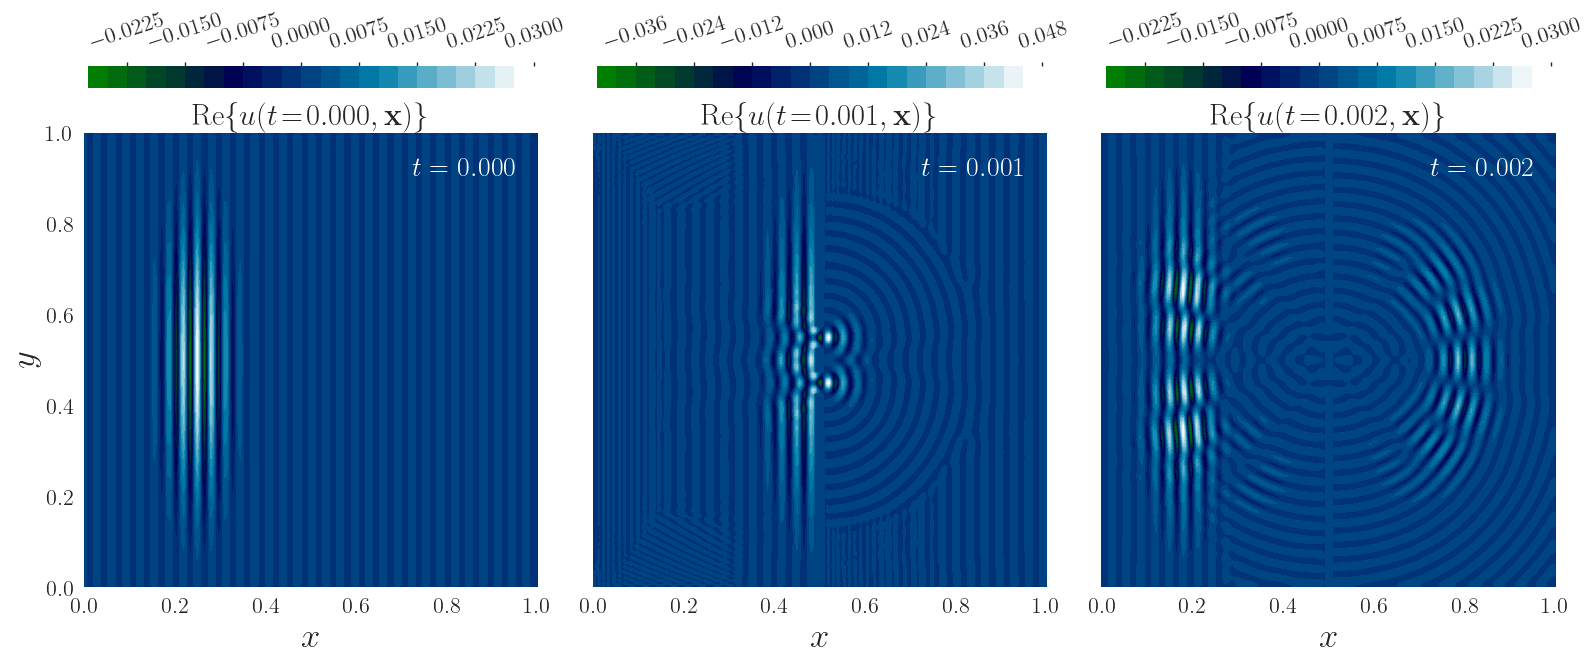 −0.0225 −0.0150 −0.0075 0.0000 0.0075 0.0150 0.0225 0.0300
−0.036 −0.024 −0.012 0.000 0.012 0.024 0.036 0.048
−0.0225 −0.0150 −0.0075 0.0000 0.0075 0.0150 0.0225 0.0300
Re{u(t=0.000, x)}
Re{u(t=0.001, x)}
Re{u(t=0.002, x)}
t = 0.000
t = 0.001
t = 0.002
1.0
0.8
0.6
0.4
0.2
0.0
y
0.0 0.2 0.4 0.6 0.8 1.0
0.0 0.2 0.4 0.6 0.8 1.0
0.0 0.2 0.4 0.6 0.8 1.0
x
x
x